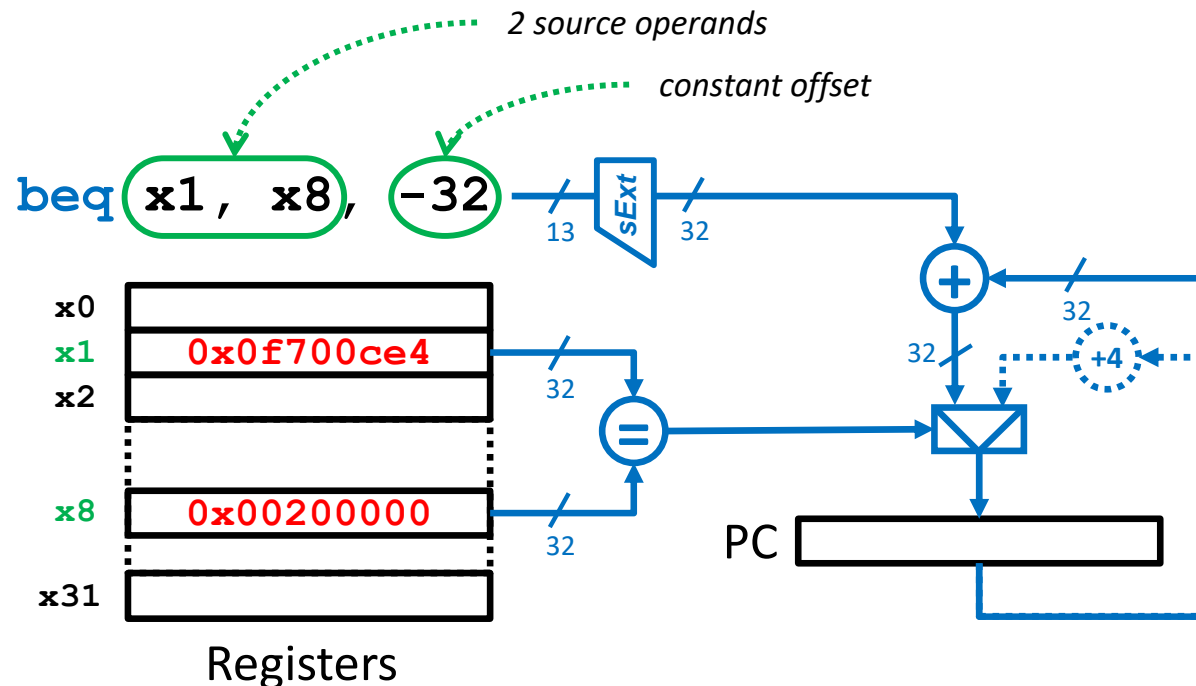 2 source operands
constant offset
beq x1, x8, -32
13
sExt
32
+
32
x0
x1 0x0f700ce4
32
x2
=
32
+4
x8 0x00200000
32
PC
x31
Registers